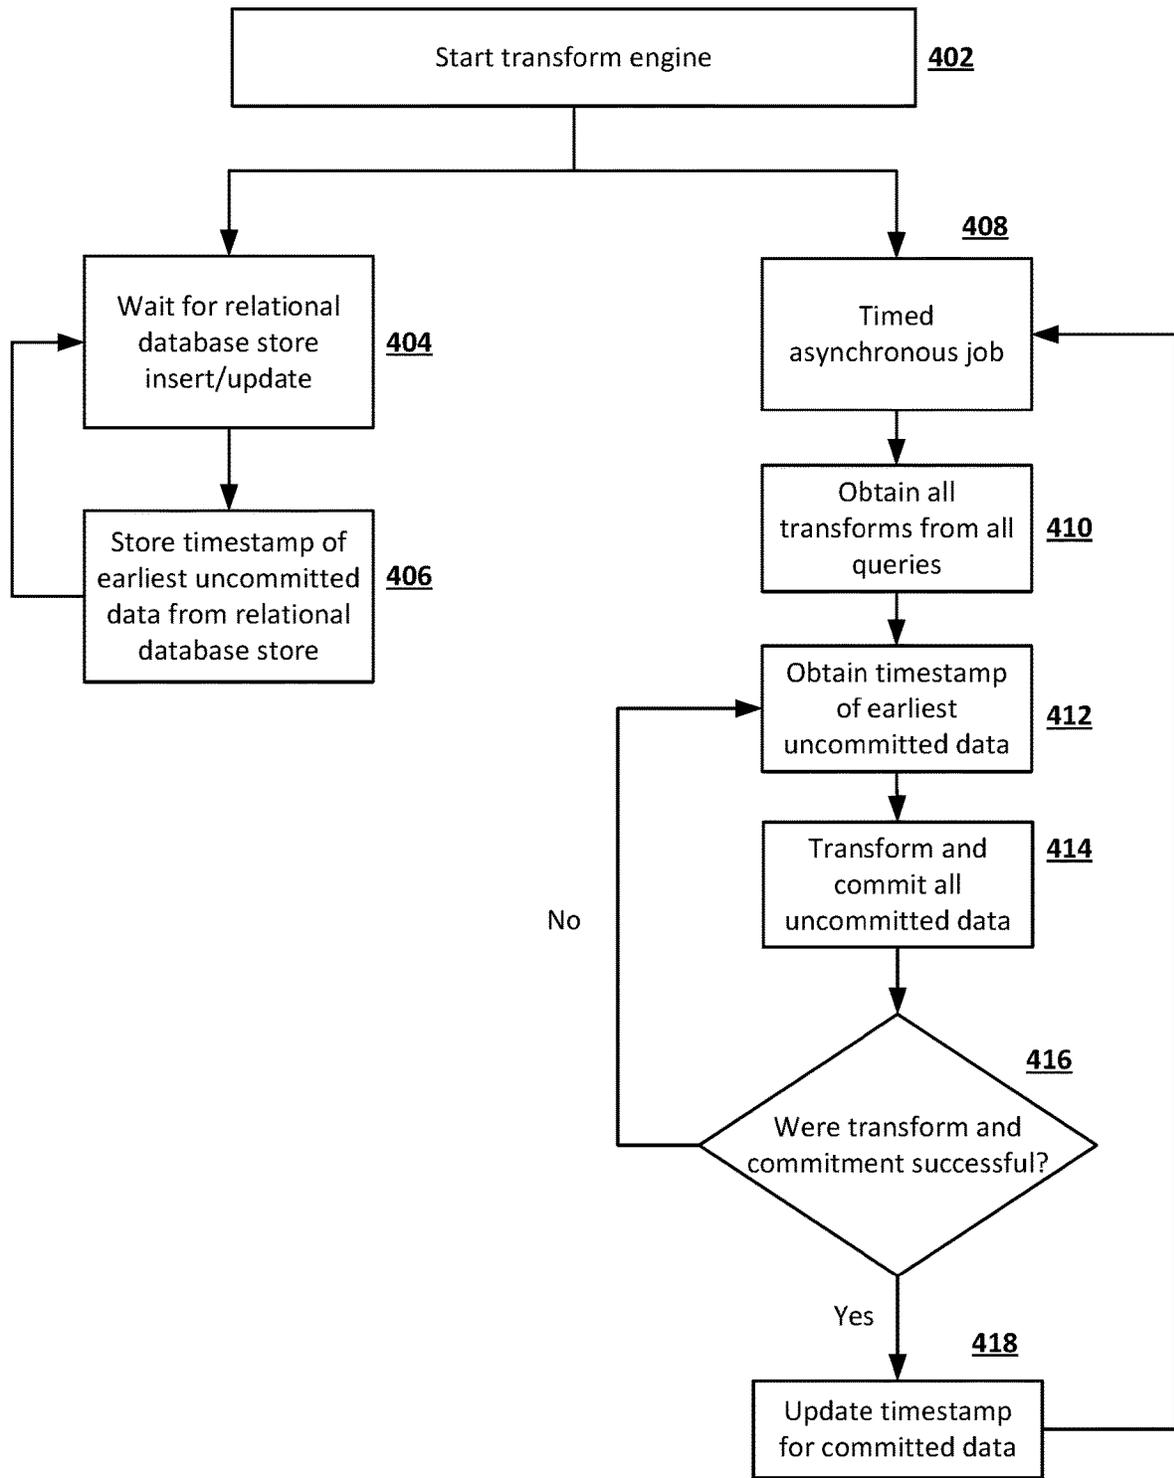 Start transform engine
402
408
Wait for relational
database store
insert/update
404
Timed
asynchronous job
Store timestamp of
earliest uncommitted
data from relational
database store
406
Obtain all
transforms from all
queries
410
Obtain timestamp
of earliest
uncommitted data
412
Transform and
commit all
uncommitted data
414
No
416
Were transform and
commitment successful?
Yes
418
Update timestamp
for committed data